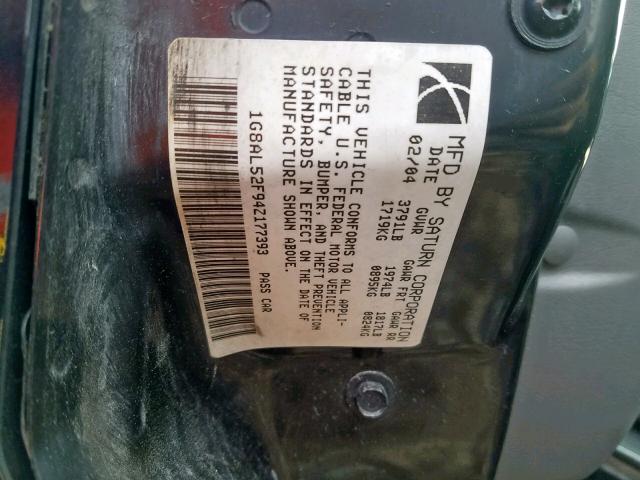 MFD BY SATURN CORPORATION
DATE GVWR GAWR FRT GAWR RR
02/04 3791LB 1974LB 1817LB
1719KG 0895KG 0824KG
THIS VEHICLE CONFORMS TO ALL APPLI-
CABLE U.S. FEDERAL MOTOR VEHICLE
SAFETY, BUMPER, AND THEFT PREVENTION
STANDARDS IN EFFECT ON THE DATE OF
MANUFACTURE SHOWN ABOVE.
1G8AL52F94Z177393 PASS CAR